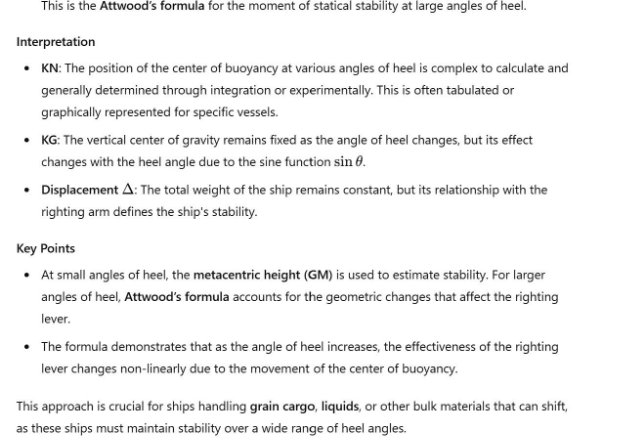 This is the Attwood's formula for the moment of statical stability at large angles of heel.
Interpretation
• KN: The position of the center of buoyancy at various angles of heel is complex to calculate and
generally determined through integration or experimentally. This is often tabulated or
graphically represented for specific vessels.
• KG: The vertical center of gravity remains fixed as the angle of heel changes, but its effect
changes with the heel angle due to the sine function sin θ.
• Displacement Δ: The total weight of the ship remains constant, but its relationship with the
righting arm defines the ship's stability.
Key Points
• At small angles of heel, the metacentric height (GM) is used to estimate stability. For larger
angles of heel, Attwood's formula accounts for the geometric changes that affect the righting
lever.
• The formula demonstrates that as the angle of heel increases, the effectiveness of the righting
lever changes non-linearly due to the movement of the center of buoyancy.
This approach is crucial for ships handling grain cargo, liquids, or other bulk materials that can shift,
as these ships must maintain stability over a wide range of heel angles.